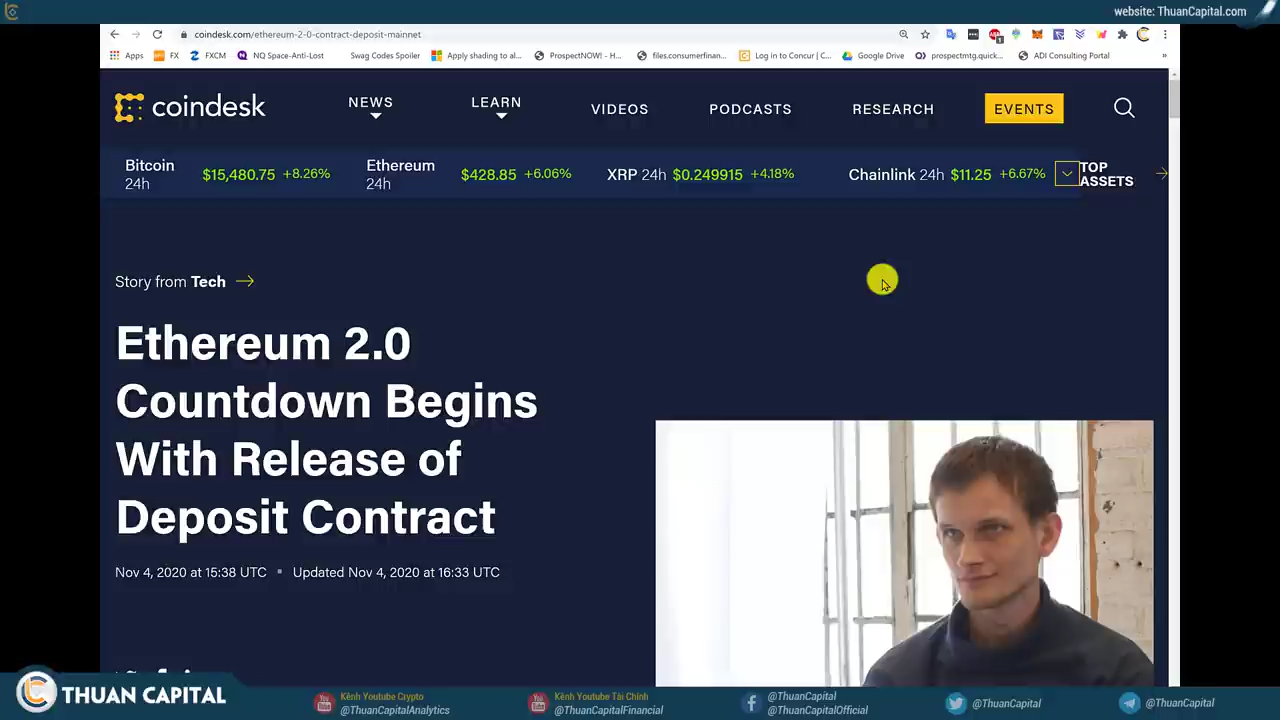 website: ThuanCapital.com
coindesk.com/ethereum-2-0-contract-deposit-mainnet
Apps FX FXCM NQ Space-Anti-Lost Swag Codes Spoiler Apply shading to al... ProspectNOW! - H... files.consumerfinan... Log in to Concur | C... Google Drive prospectmtg.quick... ADI Consulting Portal »
coindesk NEWS LEARN VIDEOS PODCASTS RESEARCH EVENTS
Bitcoin 24h $15,480.75 +8.26% Ethereum 24h $428.85 +6.06% XRP 24h $0.249915 +4.18% Chainlink 24h $11.25 +6.67% TOP ASSETS
Story from Tech
Ethereum 2.0
Countdown Begins
With Release of
Deposit Contract
Nov 4, 2020 at 15:38 UTC Updated Nov 4, 2020 at 16:33 UTC
THUAN CAPITAL
Kênh Youtube Crypto
@ThuanCapitalAnalytics
Kênh Youtube Tài Chính
@ThuanCapitalFinancial
@ThuanCapital
@ThuanCapitalOfficial
@ThuanCapital
@ThuanCapital